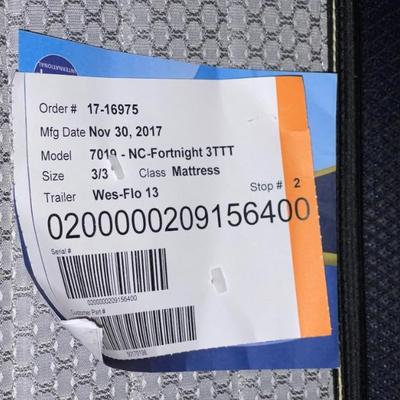 INTERNATIONAL
Order # 17-16975
Mfg Date Nov 30, 2017
Model 7019 - NC-Fortnight 3TTT
Size 3/3 Class Mattress
Trailer Wes-Flo 13 Stop # 2
0200000209156400
Serial #
0200000209156400
Customer Part #